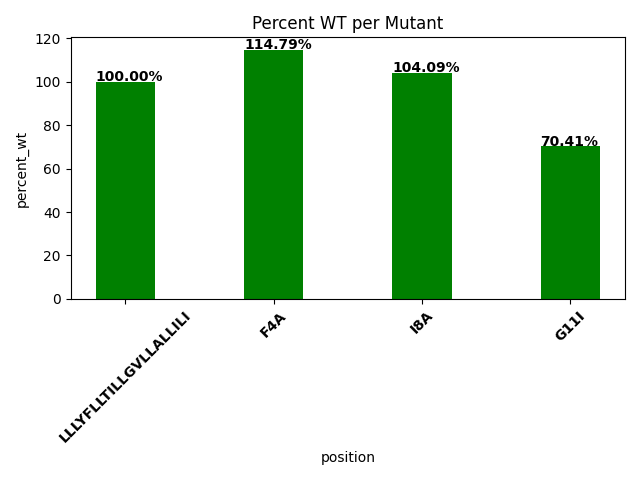 Percent WT per Mutant
percent_wt
120
100
80
60
40
20
0
100.00%
114.79%
104.09%
70.41%
LLLYFLLTILLGVLLALLILI
F4A
I8A
G11I
position